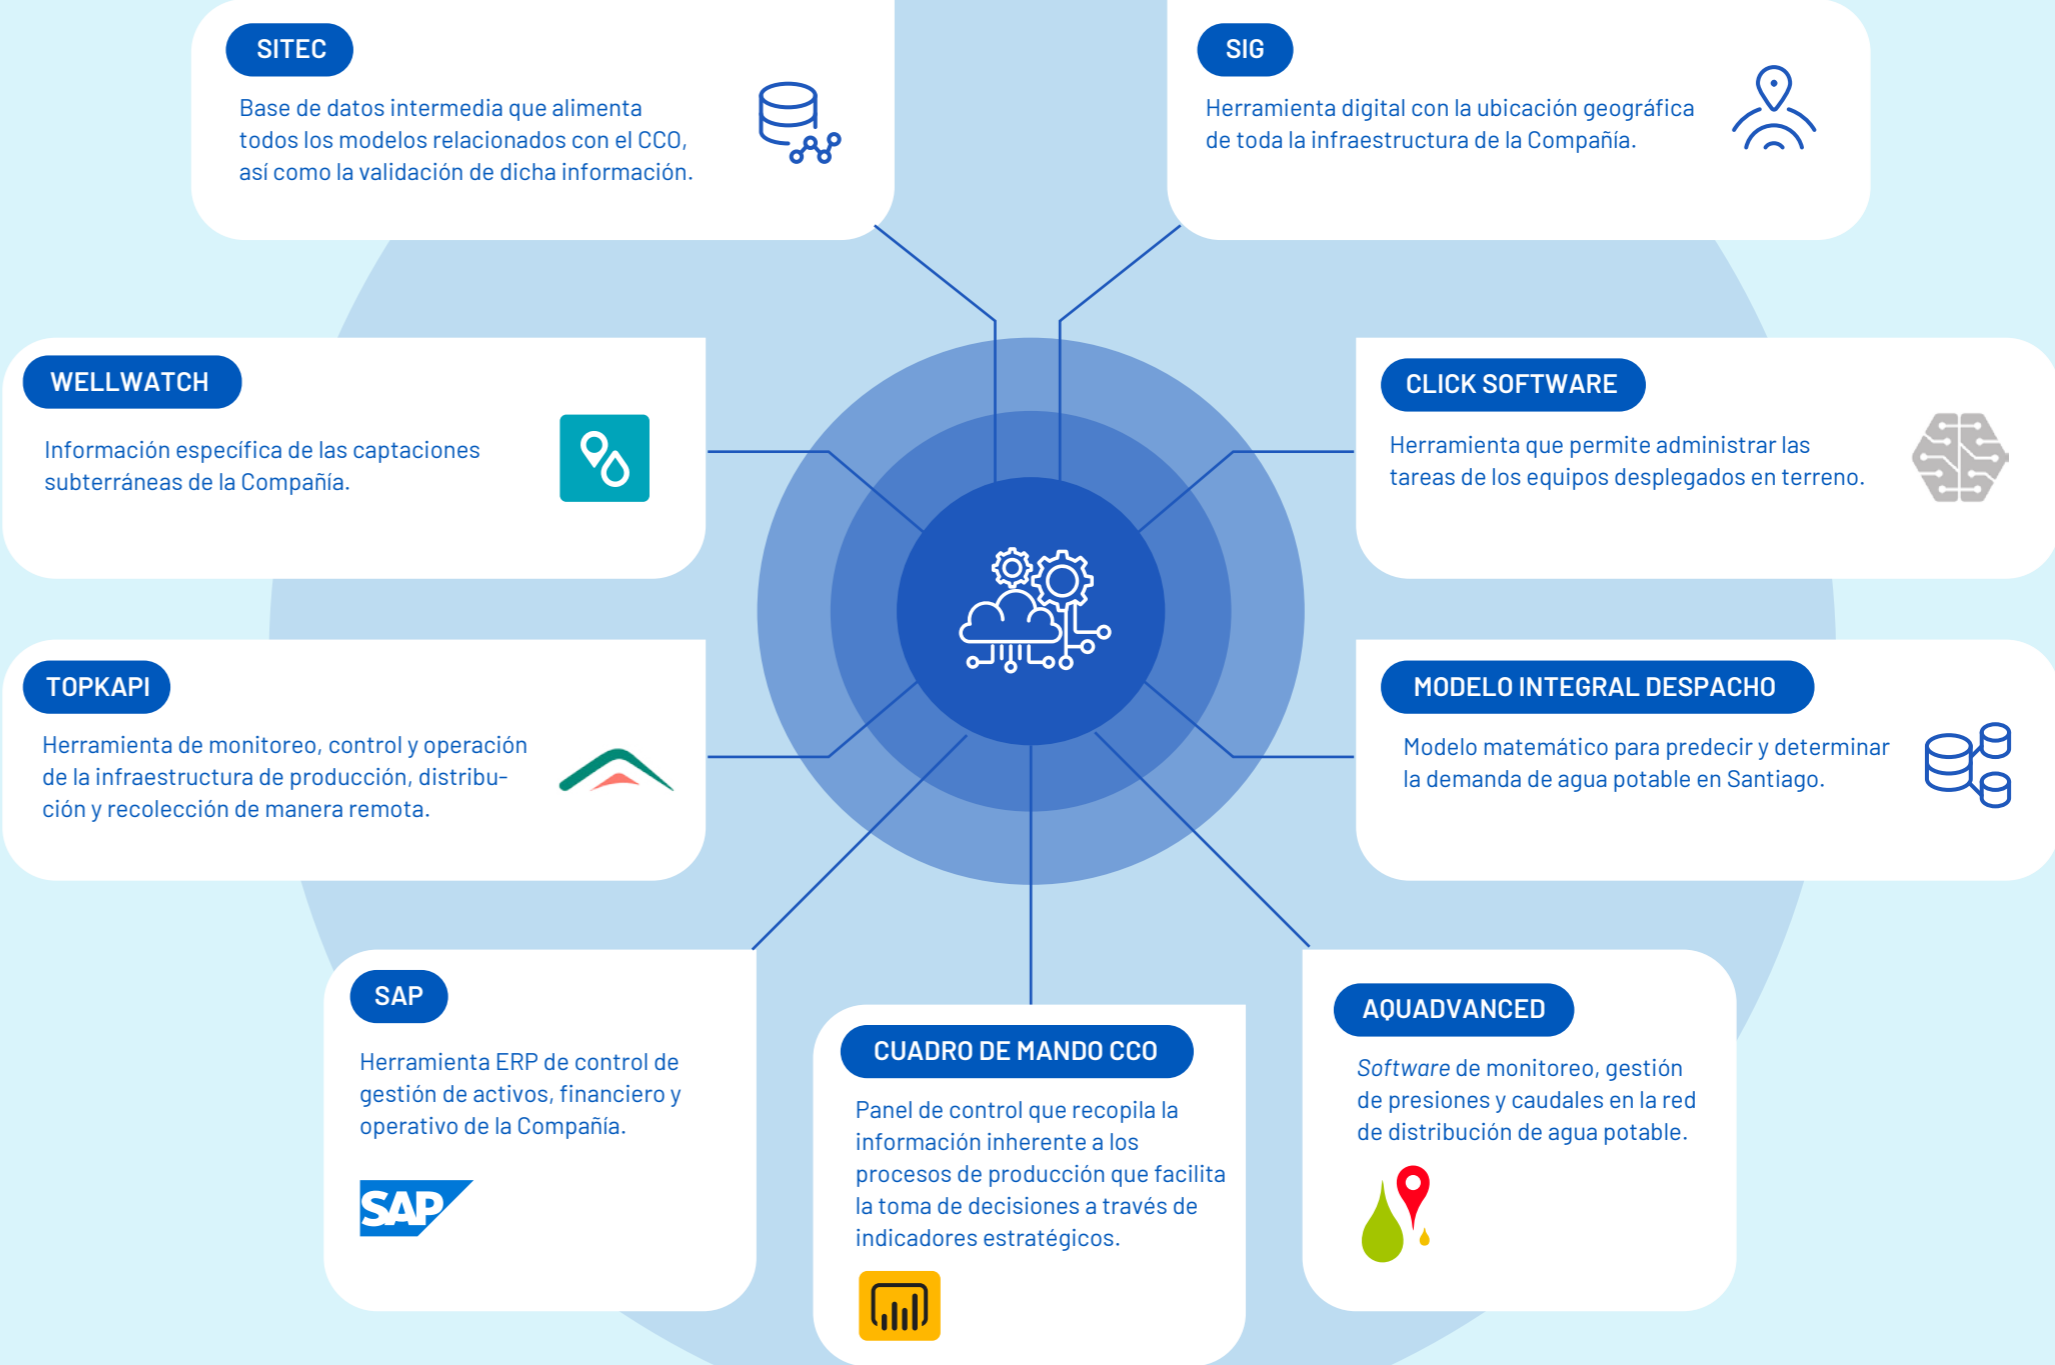 SITEC
Base de datos intermedia que alimenta
todos los modelos relacionados con el CCO,
así como la validación de dicha información.
SIG
Herramienta digital con la ubicación geográfica
de toda la infraestructura de la Compañía.
WELLWATCH
Información específica de las captaciones
subterráneas de la Compañía.
CLICK SOFTWARE
Herramienta que permite administrar las
tareas de los equipos desplegados en terreno.
TOPKAPI
Herramienta de monitoreo, control y operación
de la infraestructura de producción, distribu-
ción y recolección de manera remota.
MODELO INTEGRAL DESPACHO
Modelo matemático para predecir y determinar
la demanda de agua potable en Santiago.
SAP
Herramienta ERP de control de
gestión de activos, financiero y
operativo de la Compañía.
SAP
CUADRO DE MANDO CCO
Panel de control que recopila la
información inherente a los
procesos de producción que facilita
la toma de decisiones a través de
indicadores estratégicos.
AQUADVANCED
Software de monitoreo, gestión
de presiones y caudales en la red
de distribución de agua potable.